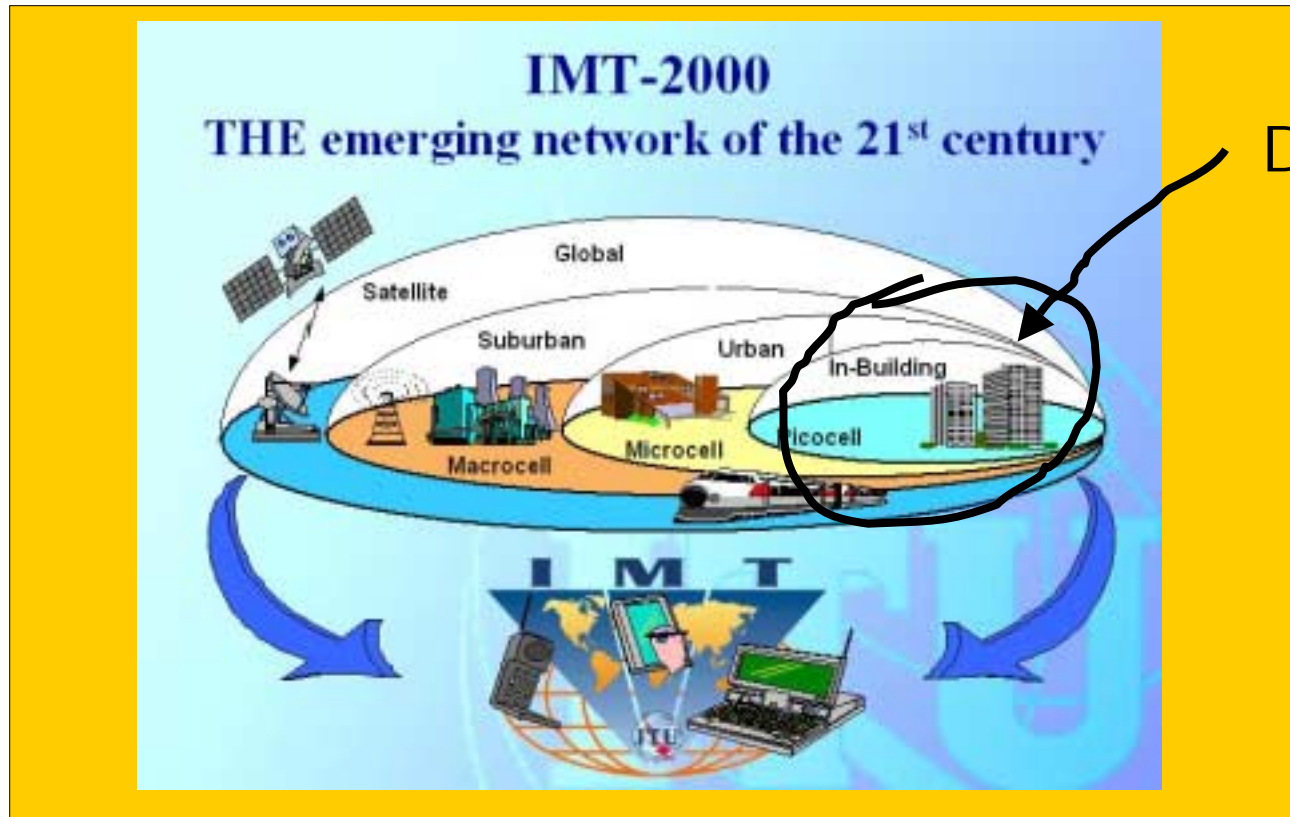 IMT-2000
THE emerging network of the 21st century
D
Global
Satellite
Suburban
Urban
In-Building
Picocell
Microcell
Macrocell
I M T
ITU